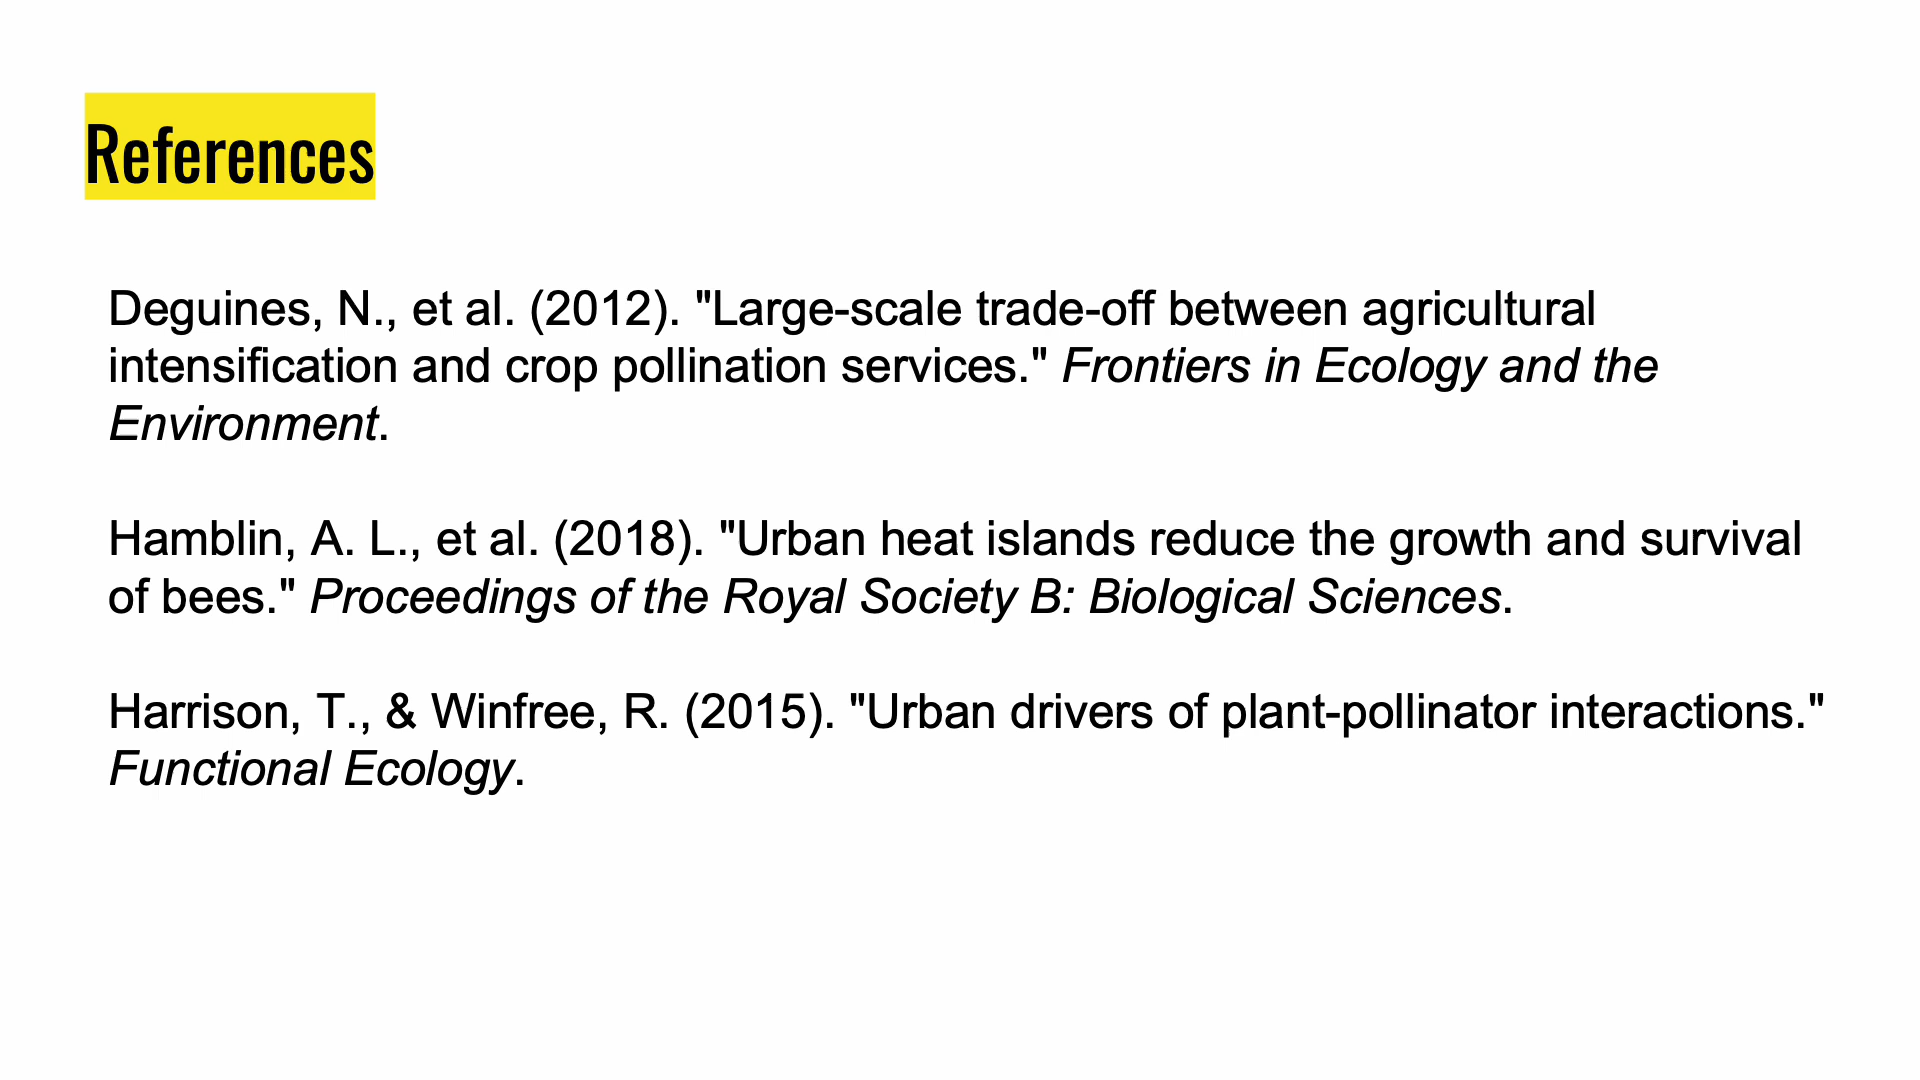 References
Deguines, N., et al. (2012). "Large-scale trade-off between agricultural
intensification and crop pollination services." Frontiers in Ecology and the
Environment.
Hamblin, A. L., et al. (2018). "Urban heat islands reduce the growth and survival
of bees." Proceedings of the Royal Society B: Biological Sciences.
Harrison, T., & Winfree, R. (2015). "Urban drivers of plant-pollinator interactions."
Functional Ecology.